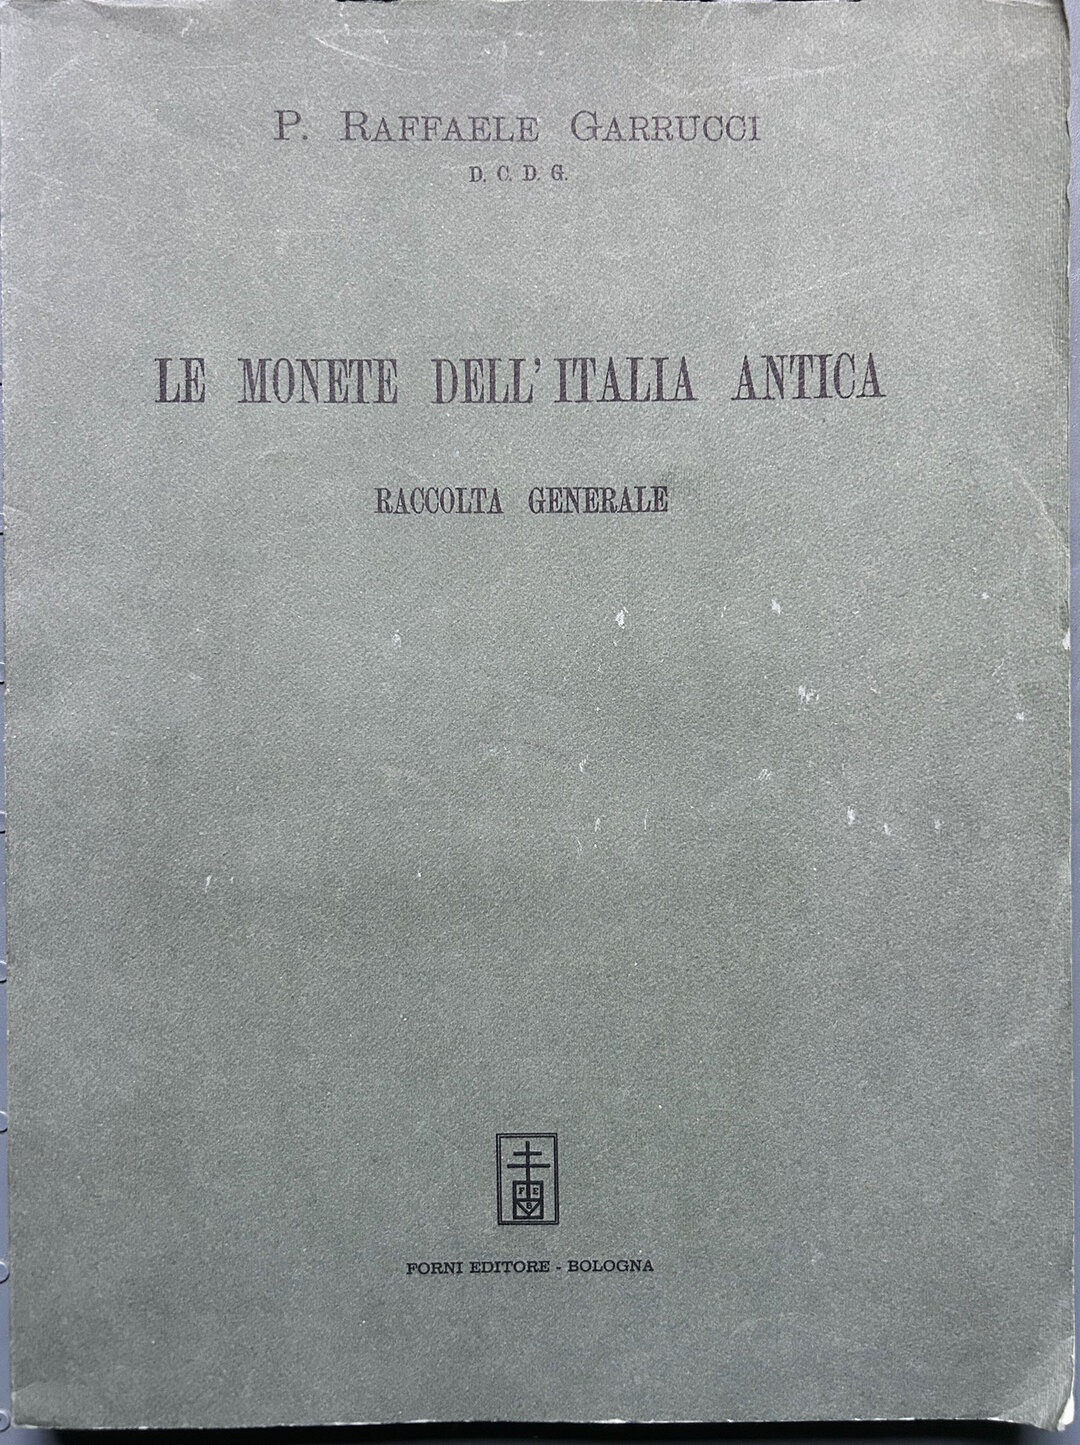 P. RAFFAELE GARRUCCI
D. C. D. G.
LE MONETE DELL' ITALIA ANTICA
RACCOLTA GENERALE
F E
B
FORNI EDITORE - BOLOGNA